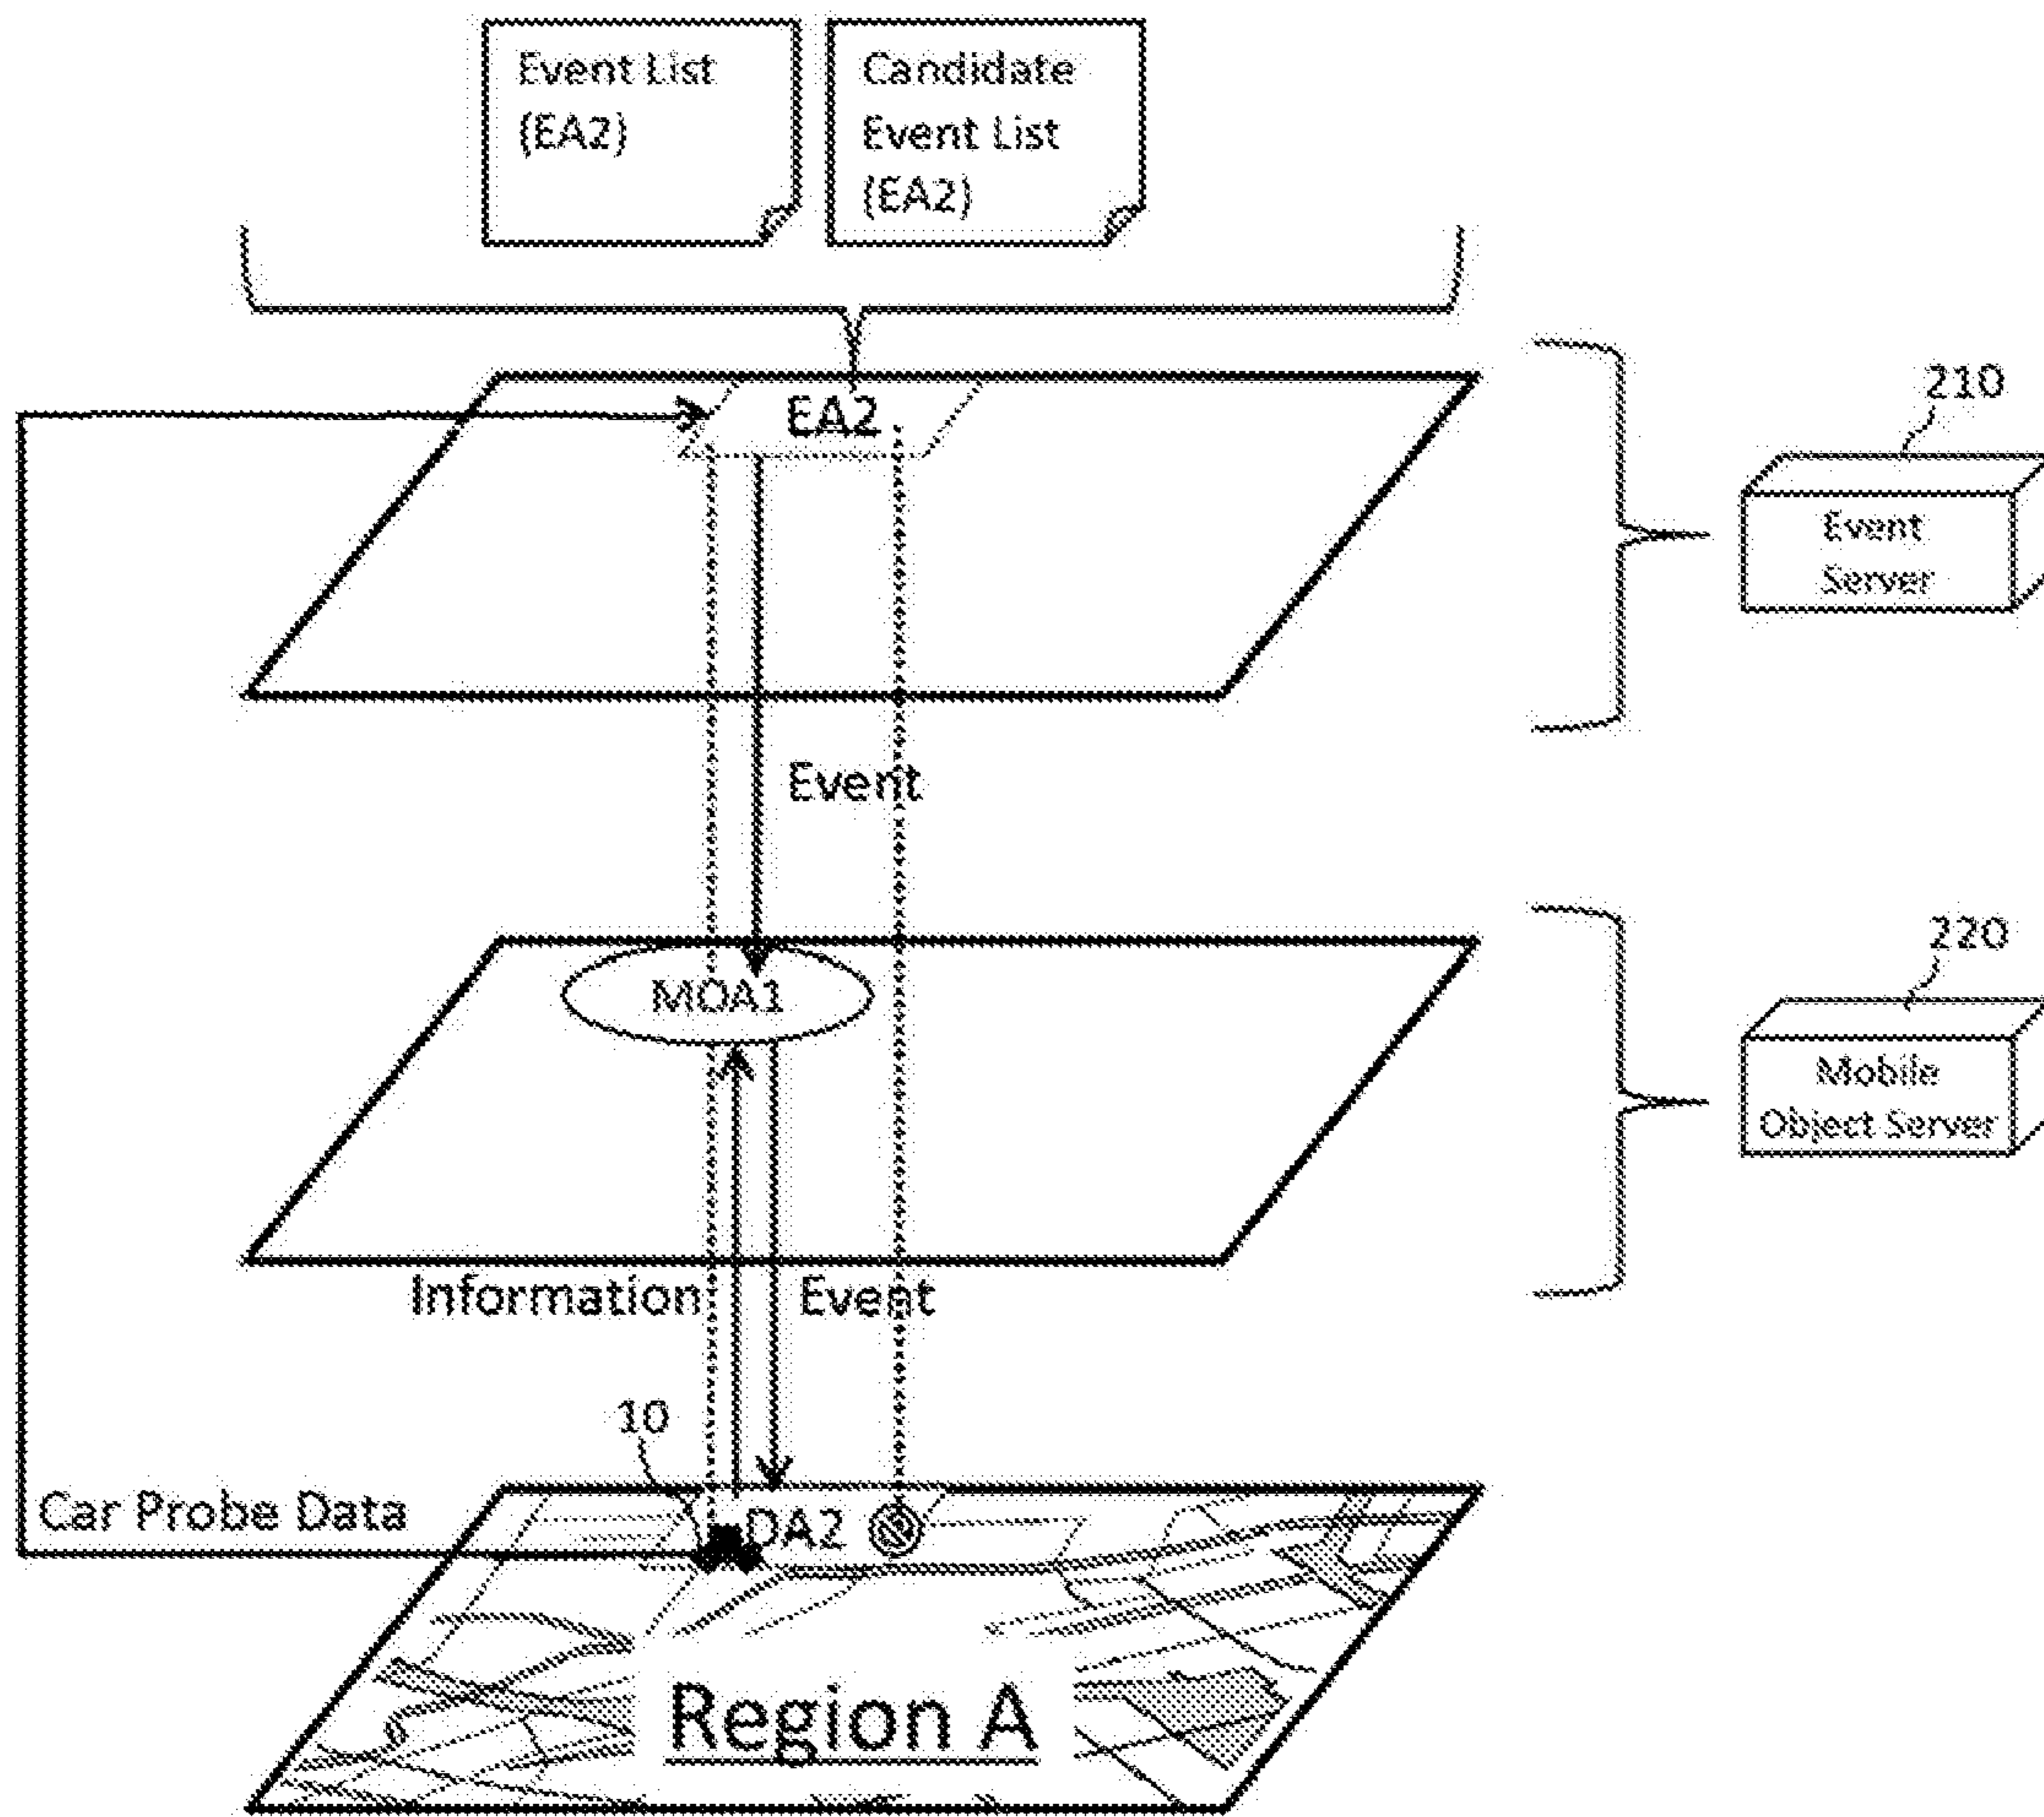 Event List
(EA2)
Candidate
Event List
(EA2)
EA2
210
Event
Server
Event
MOA1
220
Mobile
Object Server
Information
Event
10
Car Probe Data
DA2
Region A